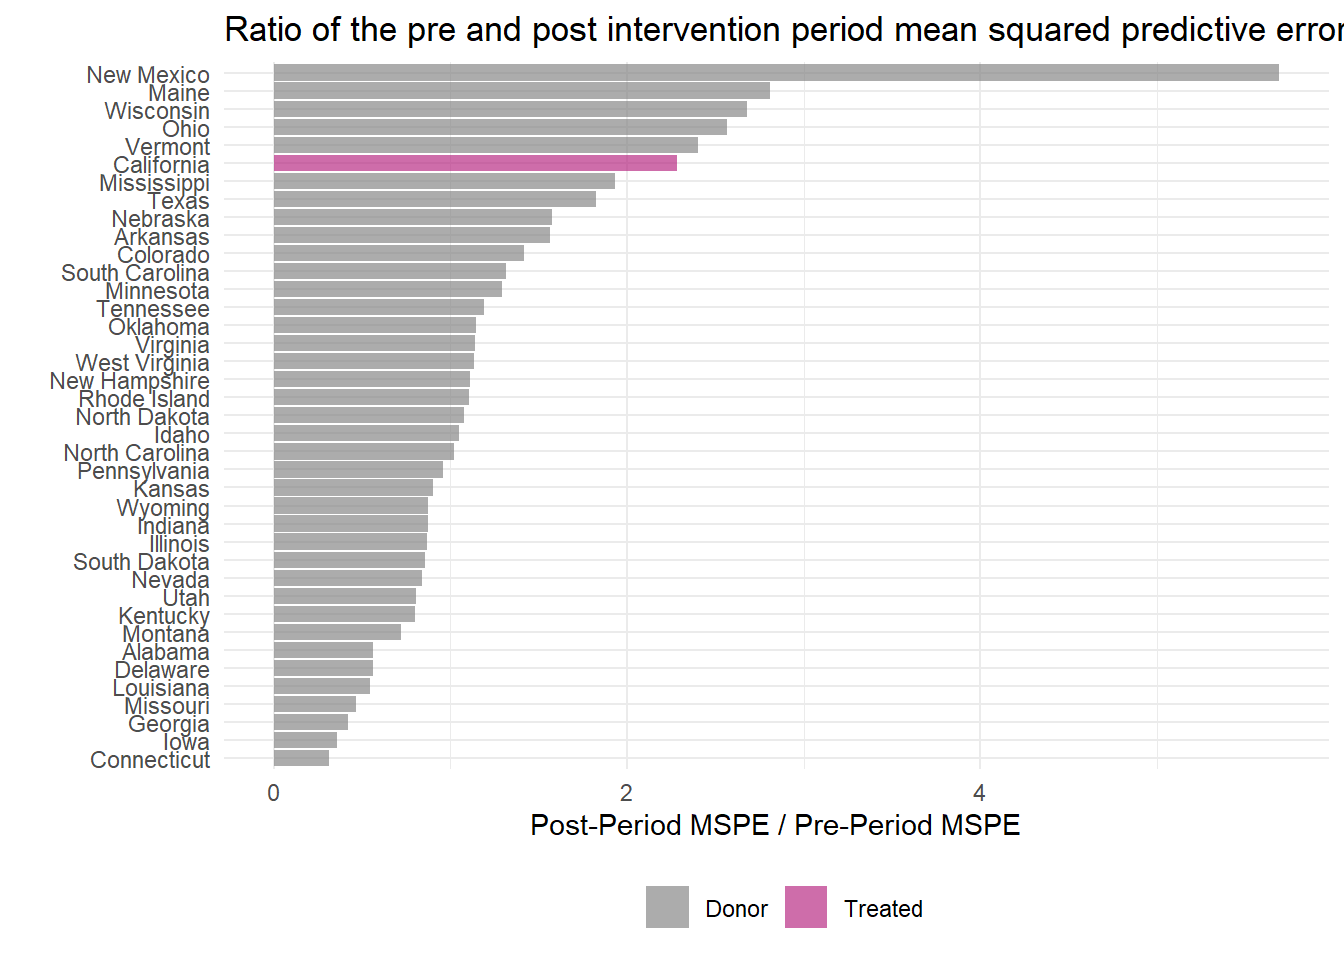 Ratio of the pre and post intervention period mean squared predictive error
New Mexico
Maine
Wisconsin
Ohio
Vermont
California
Mississippi
Texas
Nebraska
Arkansas
Colorado
South Carolina
Minnesota
Tennessee
Oklahoma
Virginia
West Virginia
New Hampshire
Rhode Island
North Dakota
Idaho
North Carolina
Pennsylvania
Kansas
Wyoming
Indiana
Illinois
South Dakota
Nevada
Utah
Kentucky
Montana
Alabama
Delaware
Louisiana
Missouri
Georgia
Iowa
Connecticut
0 2 4
Post-Period MSPE / Pre-Period MSPE
Donor Treated